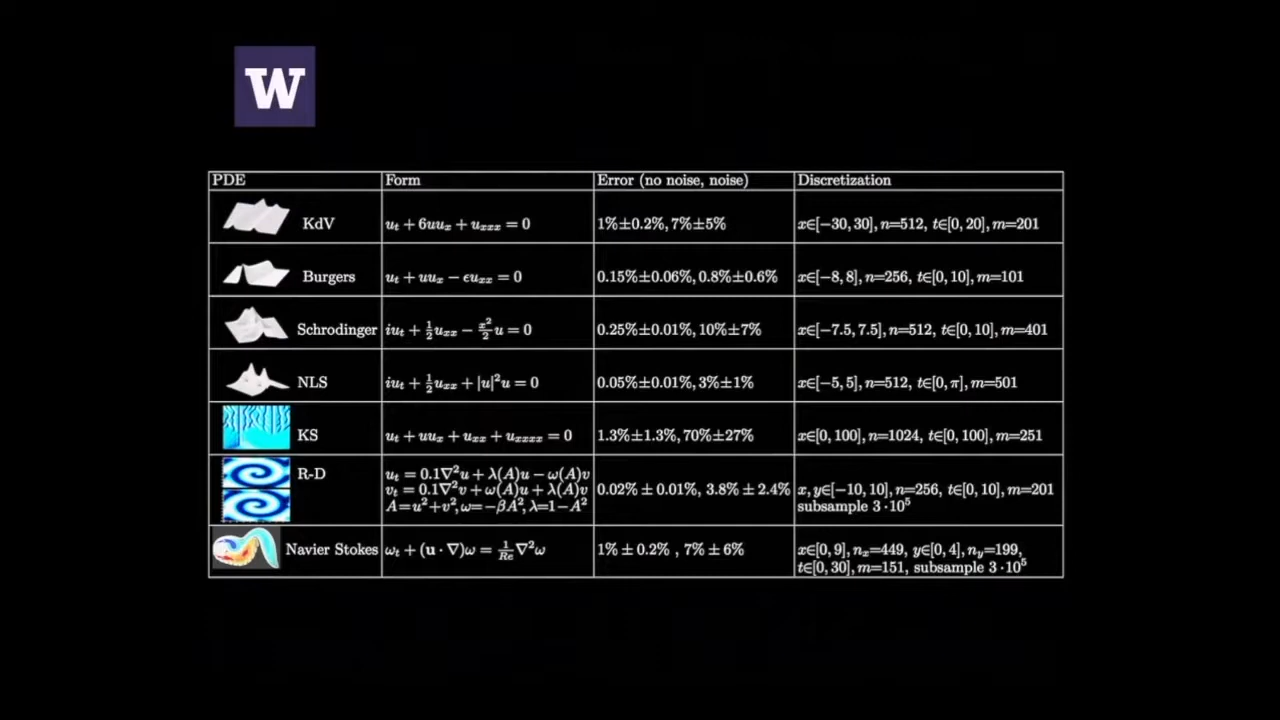 W
PDE Form Error (no noise, noise) Discretization
KdV u_t + 6uu_x + u_xxx = 0 1%±0.2%, 7%±5% x∈[−30, 30], n=512, t∈[0, 20], m=201
Burgers u_t + uu_x − ϵu_xx = 0 0.15%±0.06%, 0.8%±0.6% x∈[−8, 8], n=256, t∈[0, 10], m=101
Schrodinger iu_t + ½u_xx − x²/2 u = 0 0.25%±0.01%, 10%±7% x∈[−7.5, 7.5], n=512, t∈[0, 10], m=401
NLS iu_t + ½u_xx + |u|²u = 0 0.05%±0.01%, 3%±1% x∈[−5, 5], n=512, t∈[0, π], m=501
KS u_t + uu_x + u_xx + u_xxxx = 0 1.3%±1.3%, 70%±27% x∈[0, 100], n=1024, t∈[0, 100], m=251
R-D u_t = 0.1∇²u + λ(A)u − ω(A)v
v_t = 0.1∇²v + ω(A)u + λ(A)v 0.02% ± 0.01%, 3.8% ± 2.4% x, y∈[−10, 10], n=256, t∈[0, 10], m=201
A=u²+v², ω=−βA², λ=1−A² subsample 3·10⁵
Navier Stokes ω_t + (u · ∇)ω = 1/Re ∇²ω 1% ± 0.2% , 7% ± 6% x∈[0, 9], n_x=449, y∈[0, 4], n_y=199,
t∈[0, 30], m=151, subsample 3·10⁵